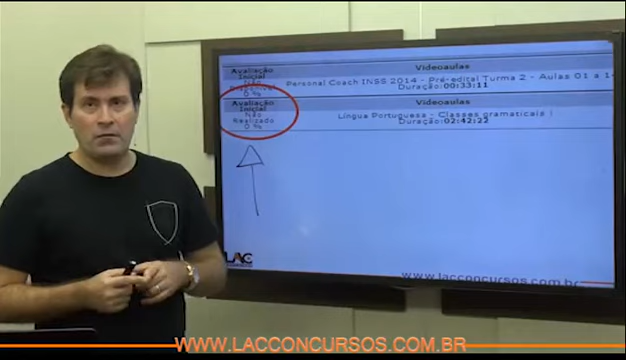 Avaliação Inicial
Não
0 %
Videoaulas
Personal Coach INSS 2014 - Pré-edital Turma 2 - Aulas 01 a 1
Duração:00:33:11
Avaliação Inicial
Não
Realizado
0 %
Videoaulas
Língua Portuguesa - Classes gramaticais I
Duração:02:42:22
LAC
www.lacconcursos.com.br
WWW.LACCONCURSOS.COM.BR